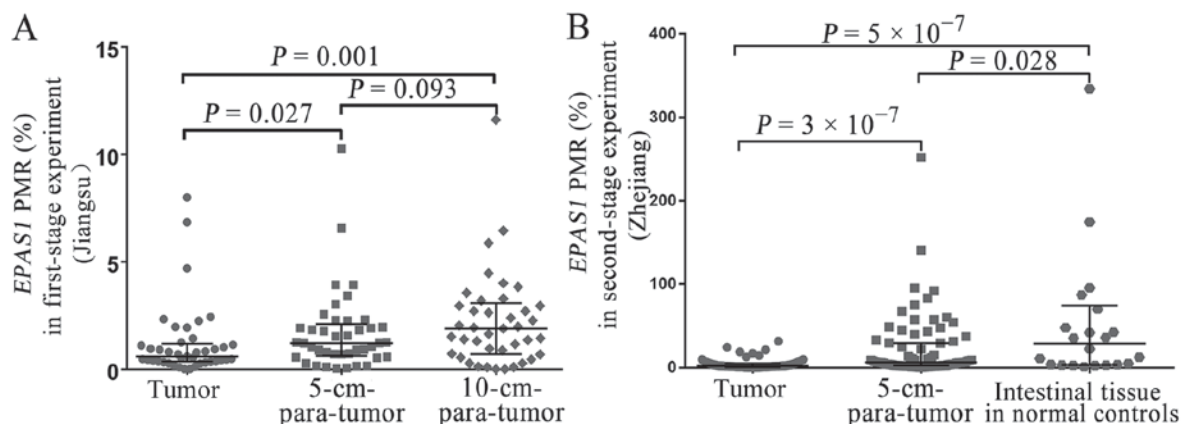 A
EPAS1 PMR (%)
in first-stage experiment
(Jiangsu)
15
10
5
0
P = 0.001
P = 0.093
P = 0.027
Tumor
5-cm-
para-tumor
10-cm-
para-tumor
B
EPAS1 PMR (%)
in second-stage experiment
(Zhejiang)
400
300
200
100
0
P = 5 × 10⁻⁷
P = 0.028
P = 3 × 10⁻⁷
Tumor
5-cm-
para-tumor
Intestinal tissue
in normal controls